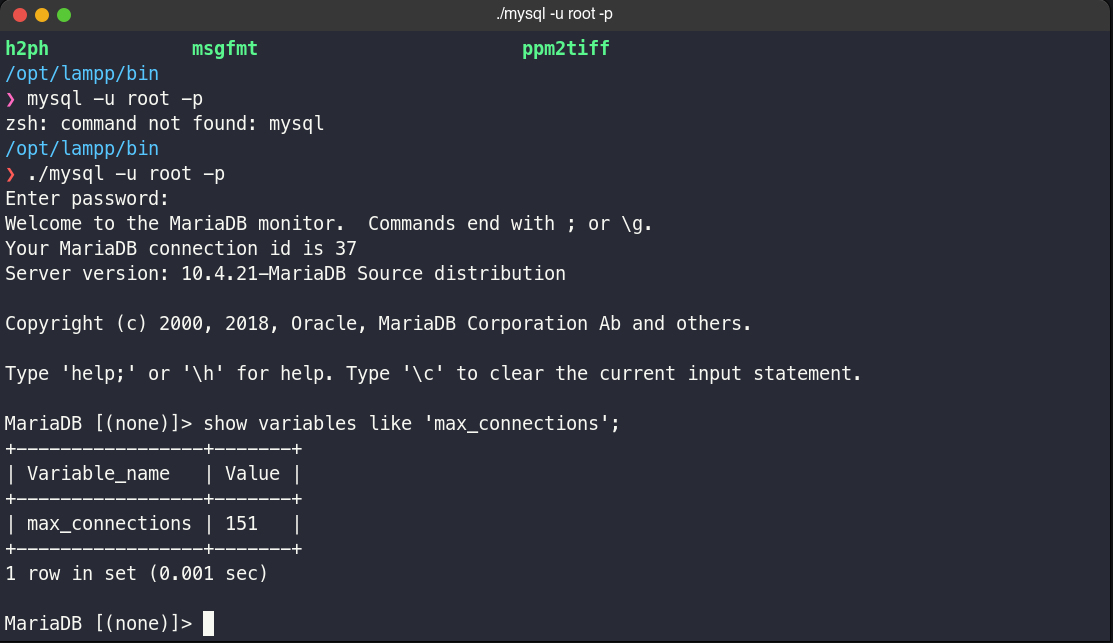 ./mysql -u root -p
h2ph             msgfmt                        ppm2tiff
/opt/lampp/bin
❯ mysql -u root -p
zsh: command not found: mysql
/opt/lampp/bin
❯ ./mysql -u root -p
Enter password:
Welcome to the MariaDB monitor.  Commands end with ; or \g.
Your MariaDB connection id is 37
Server version: 10.4.21-MariaDB Source distribution
Copyright (c) 2000, 2018, Oracle, MariaDB Corporation Ab and others.
Type 'help;' or '\h' for help. Type '\c' to clear the current input statement.
MariaDB [(none)]> show variables like 'max_connections';
+-----------------+-------+
| Variable_name   | Value |
+-----------------+-------+
| max_connections | 151   |
+-----------------+-------+
1 row in set (0.001 sec)
MariaDB [(none)]>